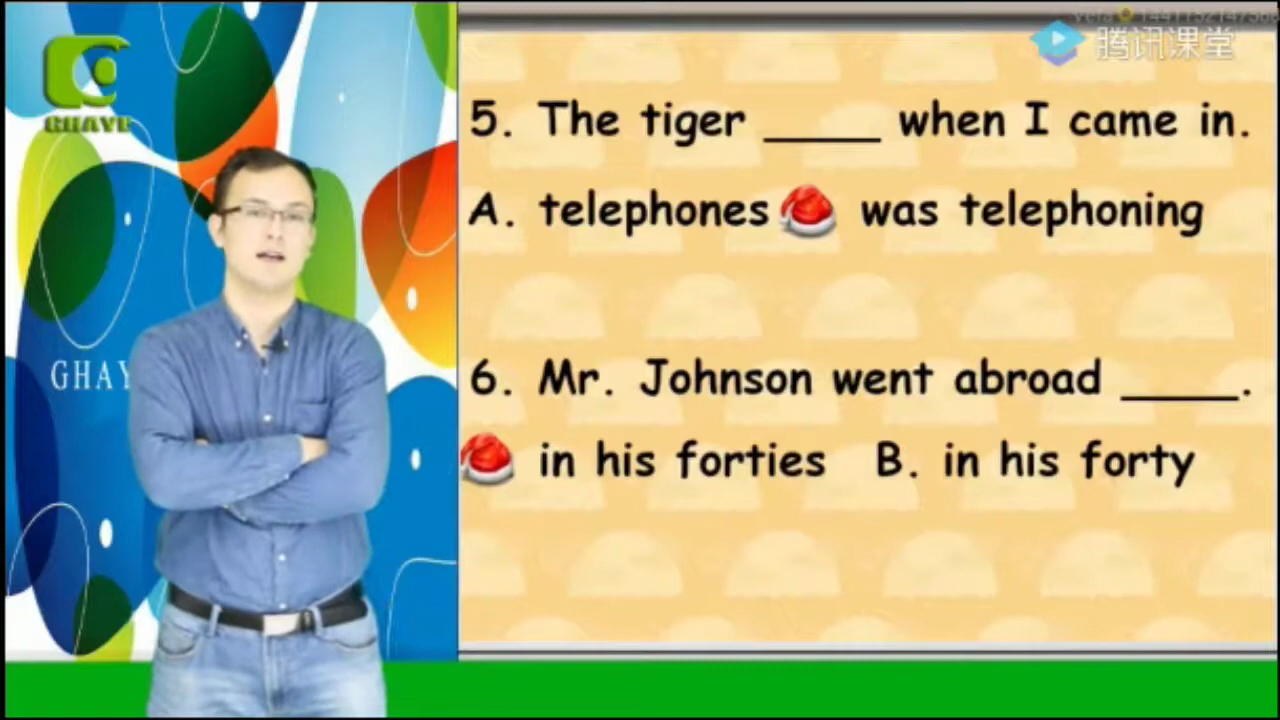 腾讯课堂
GHAYE
GHAY
5. The tiger ____ when I came in.
A. telephones was telephoning
6. Mr. Johnson went abroad ____.
in his forties B. in his forty